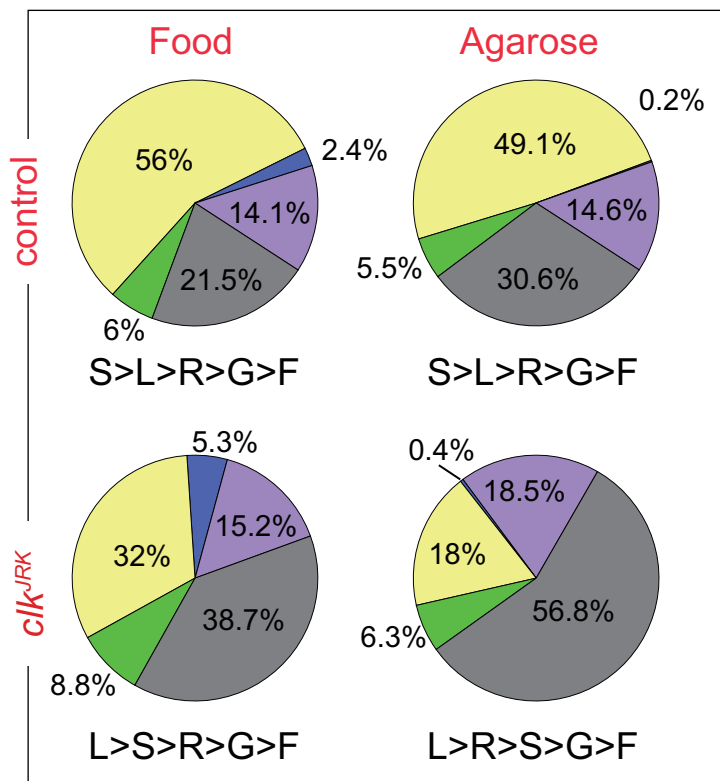 Food
Agarose
control
56%
2.4%
14.1%
21.5%
6%
S>L>R>G>F
49.1%
0.2%
14.6%
30.6%
5.5%
S>L>R>G>F
clkJRK
5.3%
15.2%
32%
38.7%
8.8%
L>S>R>G>F
0.4%
18.5%
18%
56.8%
6.3%
L>R>S>G>F